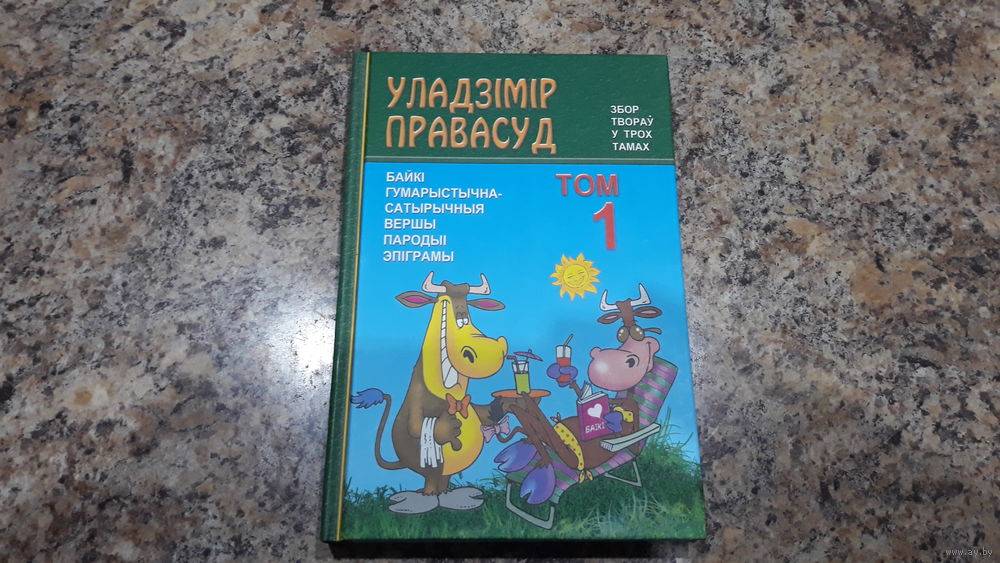 УЛАДЗІМІР
ПРАВАСУД
ЗБОР
ТВОРАЎ
У ТРОХ
ТАМАХ
БАЙКІ
ГУМАРЫСТЫЧНА-
САТЫРЫЧНЫЯ
ВЕРШЫ
ПАРОДЫІ
ЭПІГРАМЫ
ТОМ
1
БАЙКІ
www.ay.by